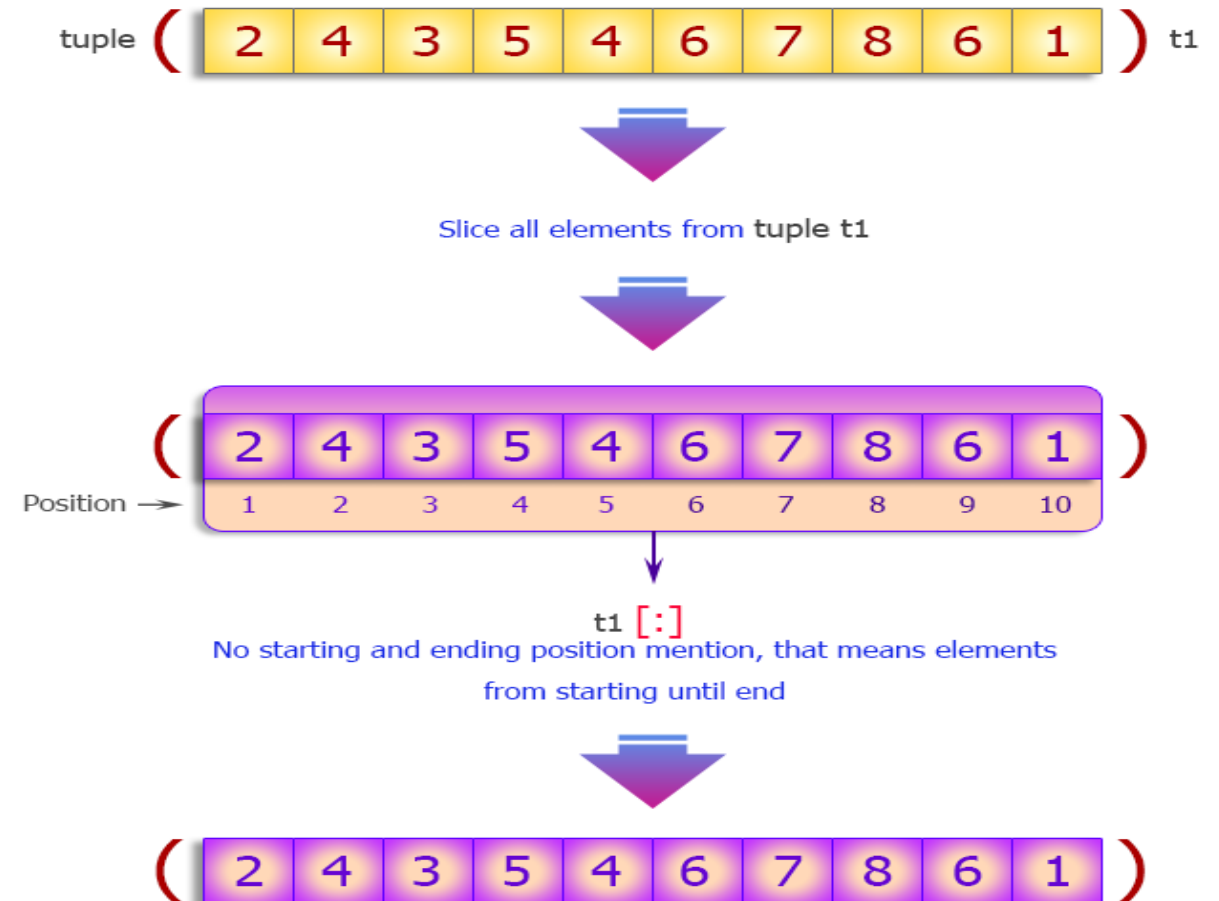 tuple ( 2 4 3 5 4 6 7 8 6 1 ) t1
Slice all elements from tuple t1
( 2 4 3 5 4 6 7 8 6 1 )
Position 1 2 3 4 5 6 7 8 9 10
t1 [:]
No starting and ending position mention, that means elements
from starting until end
( 2 4 3 5 4 6 7 8 6 1 )